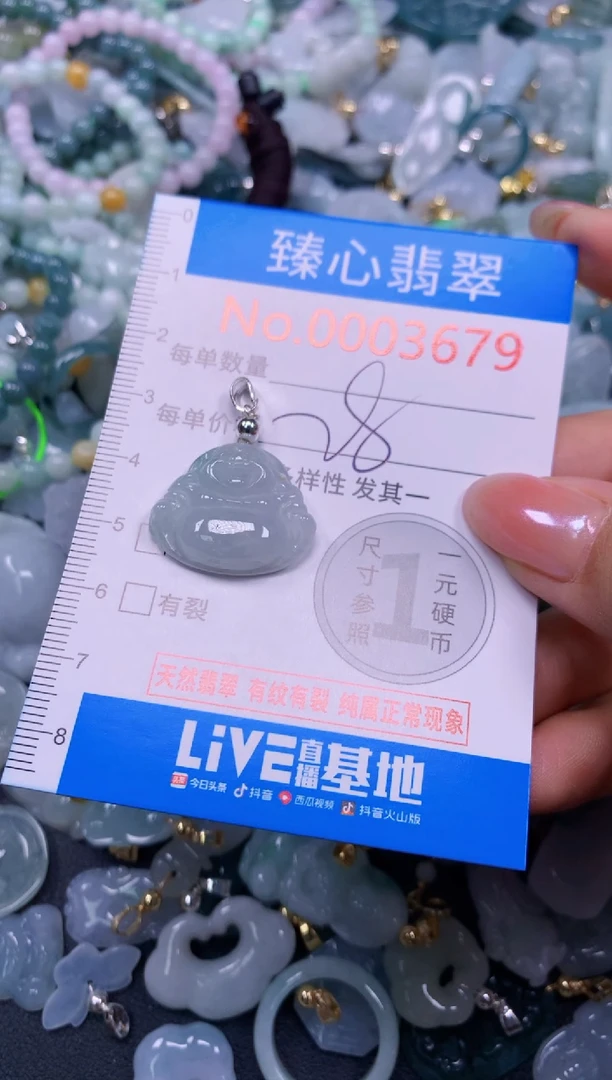 臻心翡翠
No.0003679
每单数量
每单价
28
样性 发其一
有裂
尺寸参照
1
一元硬币
天然翡翠 有纹有裂 纯属正常现象
LiVE直播基地
今日头条 抖音 西瓜视频 抖音火山版
0
1
2
3
4
5
6
7
8